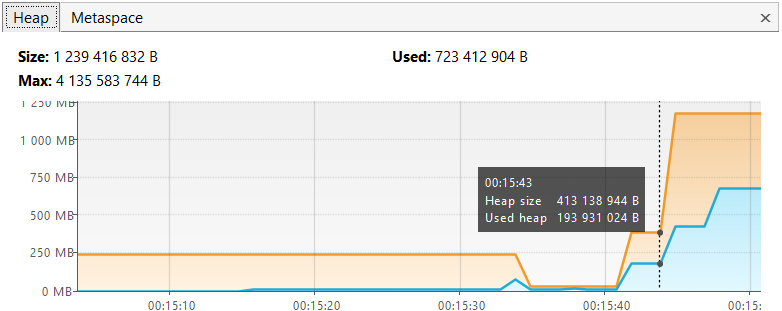 Heap Metaspace
Size: 1 239 416 832 B Used: 723 412 904 B
Max: 4 135 583 744 B
1 250 MB
1 000 MB
750 MB
500 MB
250 MB
0 MB
00:15:43
Heap size 413 138 944 B
Used heap 193 931 024 B
00:15:10 00:15:20 00:15:30 00:15:40 00:15: